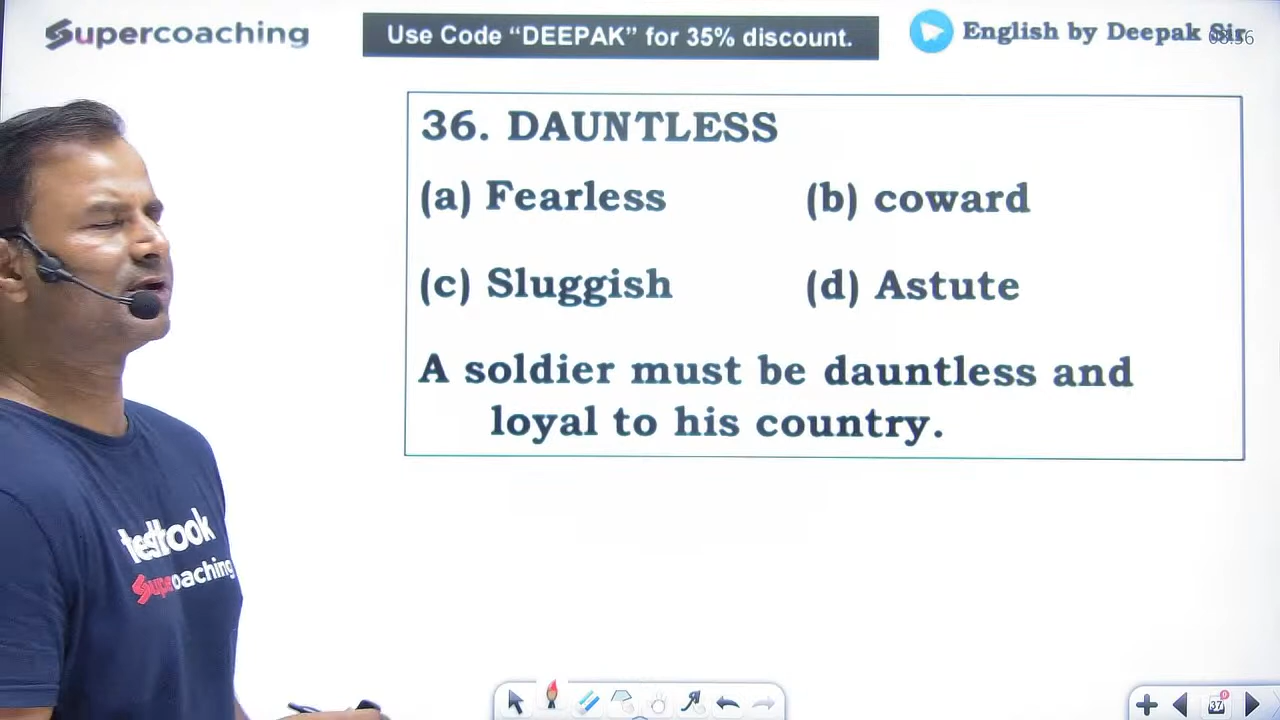 Supercoaching
Use Code “DEEPAK” for 35% discount.
English by Deepak Sir
36. DAUNTLESS
(a) Fearless (b) coward
(c) Sluggish (d) Astute
A soldier must be dauntless and
loyal to his country.
testbook
Supercoaching
37